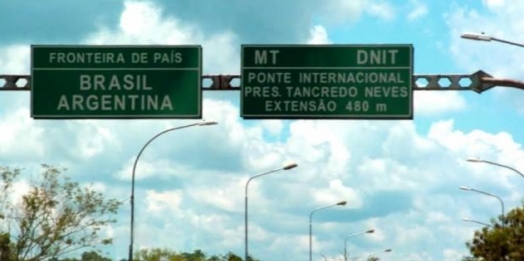 FRONTEIRA DE PAÍS
BRASIL
ARGENTINA
MT DNIT
PONTE INTERNACIONAL
PRES. TANCREDO NEVES
EXTENSÃO 480 m